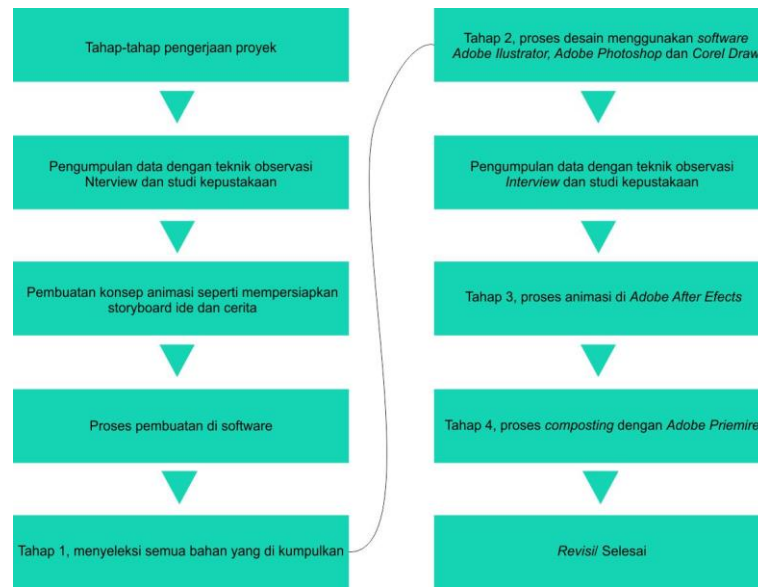 Tahap-tahap pengerjaan proyek
Pengumpulan data dengan teknik observasi
Nterview dan studi kepustakaan
Pembuatan konsep animasi seperti mempersiapkan
storyboard ide dan cerita
Proses pembuatan di software
Tahap 1, menyeleksi semua bahan yang di kumpulkan
Tahap 2, proses desain menggunakan software
Adobe Ilustrator, Adobe Photoshop dan Corel Draw
Pengumpulan data dengan teknik observasi
Interview dan studi kepustakaan
Tahap 3, proses animasi di Adobe After Efects
Tahap 4, proses composting dengan Adobe Priemire
Revisi/ Selesai